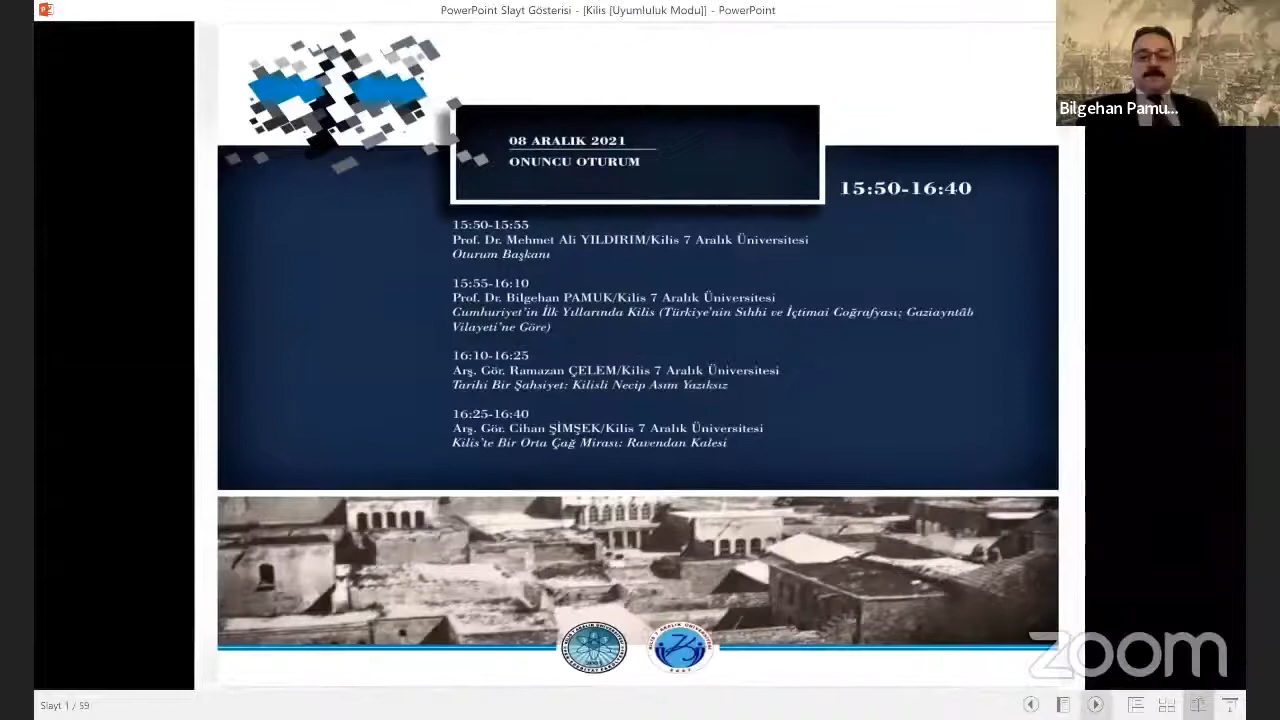 PowerPoint Slayt Gösterisi - [Kilis [Uyumluluk Modu]] - PowerPoint
Bilgehan Pamu...
08 ARALIK 2021
ONUNCU OTURUM
15:50-16:40
15:50-15:55
Prof. Dr. Mehmet Ali YILDIRIM/Kilis 7 Aralık Üniversitesi
Oturum Başkanı
15:55-16:10
Prof. Dr. Bilgehan PAMUK/Kilis 7 Aralık Üniversitesi
Cumhuriyet'in İlk Yıllarında Kilis (Türkiye'nin Sıhhi ve İçtimai Coğrafyası; Gaziayntâb
Vilayeti'ne Göre)
16:10-16:25
Arş. Gör. Ramazan ÇELEM/Kilis 7 Aralık Üniversitesi
Tarihi Bir Şahsiyet: Kilisli Necip Asım Yazıksız
16:25-16:40
Arş. Gör. Cihan ŞİMŞEK/Kilis 7 Aralık Üniversitesi
Kilis'te Bir Orta Çağ Mirası: Ravendan Kalesi
zoom
Slayt 1 / 59